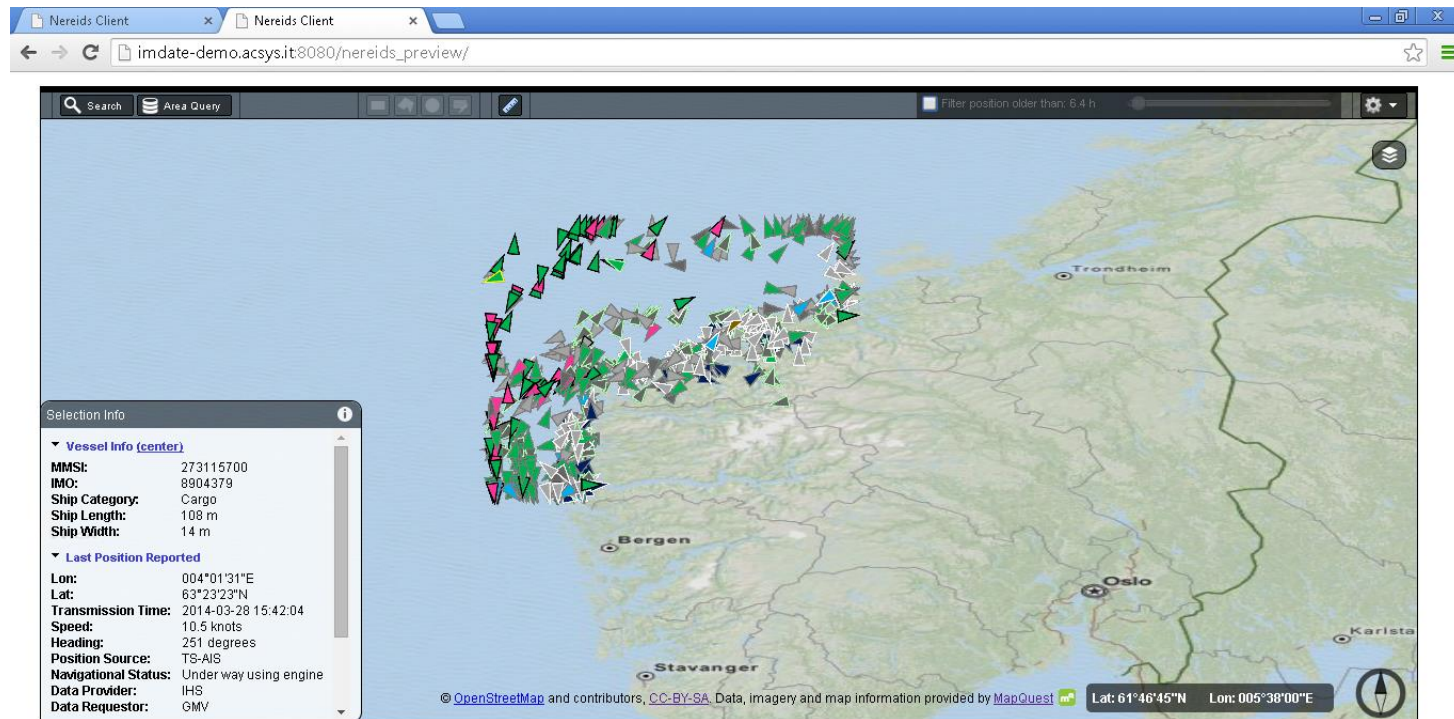 Nereids Client
Nereids Client
imdate-demo.acsys.it:8080/nereids_preview/
Search
Area Query
Filter position older than: 6.4 h
Trondheim
Selection Info
Vessel Info (center)
MMSI: 273115700
IMO: 8904379
Ship Category: Cargo
Ship Length: 108 m
Ship Width: 14 m
Last Position Reported
Lon: 004°01'31"E
Lat: 63°23'23"N
Transmission Time: 2014-03-28 15:42:04
Speed: 10.5 knots
Heading: 251 degrees
Position Source: TS-AIS
Navigational Status: Under way using engine
Data Provider: IHS
Data Requestor: GMV
Bergen
Oslo
Karlsta
Stavanger
© OpenStreetMap and contributors, CC-BY-SA. Data, imagery and map information provided by MapQuest
Lat: 61°46'45"N Lon: 005°38'00"E